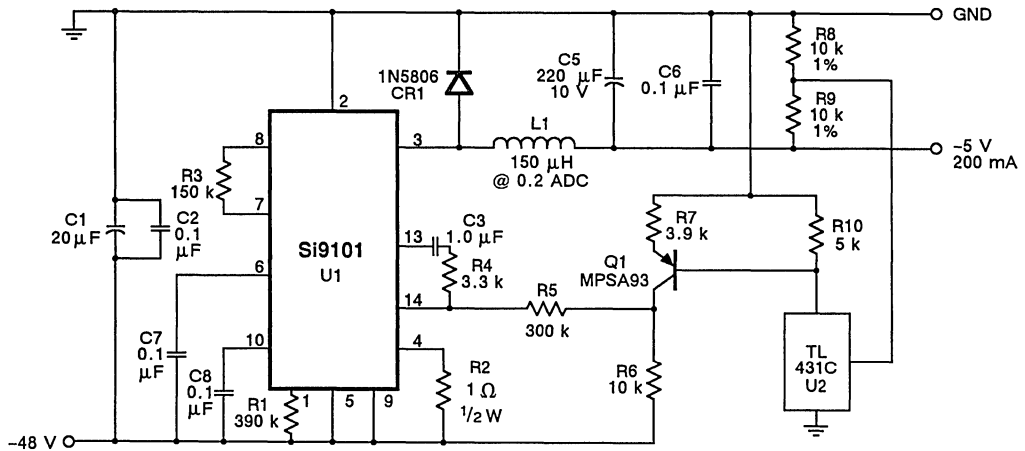 GND
R8
10 k
1%
C5
220 µF
10 V
C6
0.1 µF
1N5806
CR1
R9
10 k
1%
2
8
3
L1
150 µH
@ 0.2 ADC
–5 V
200 mA
R3
150 k
7
C1
20 µF
C2
0.1
µF
Si9101
U1
13
C3
1.0 µF
R4
3.3 k
R7
3.9 k
R10
5 k
Q1
MPSA93
6
14
R5
300 k
C7
0.1
µF
10
4
C8
0.1
µF
R2
1 Ω
1/2 W
R6
10 k
TL
431C
U2
R1
390 k
1
5
9
–48 V